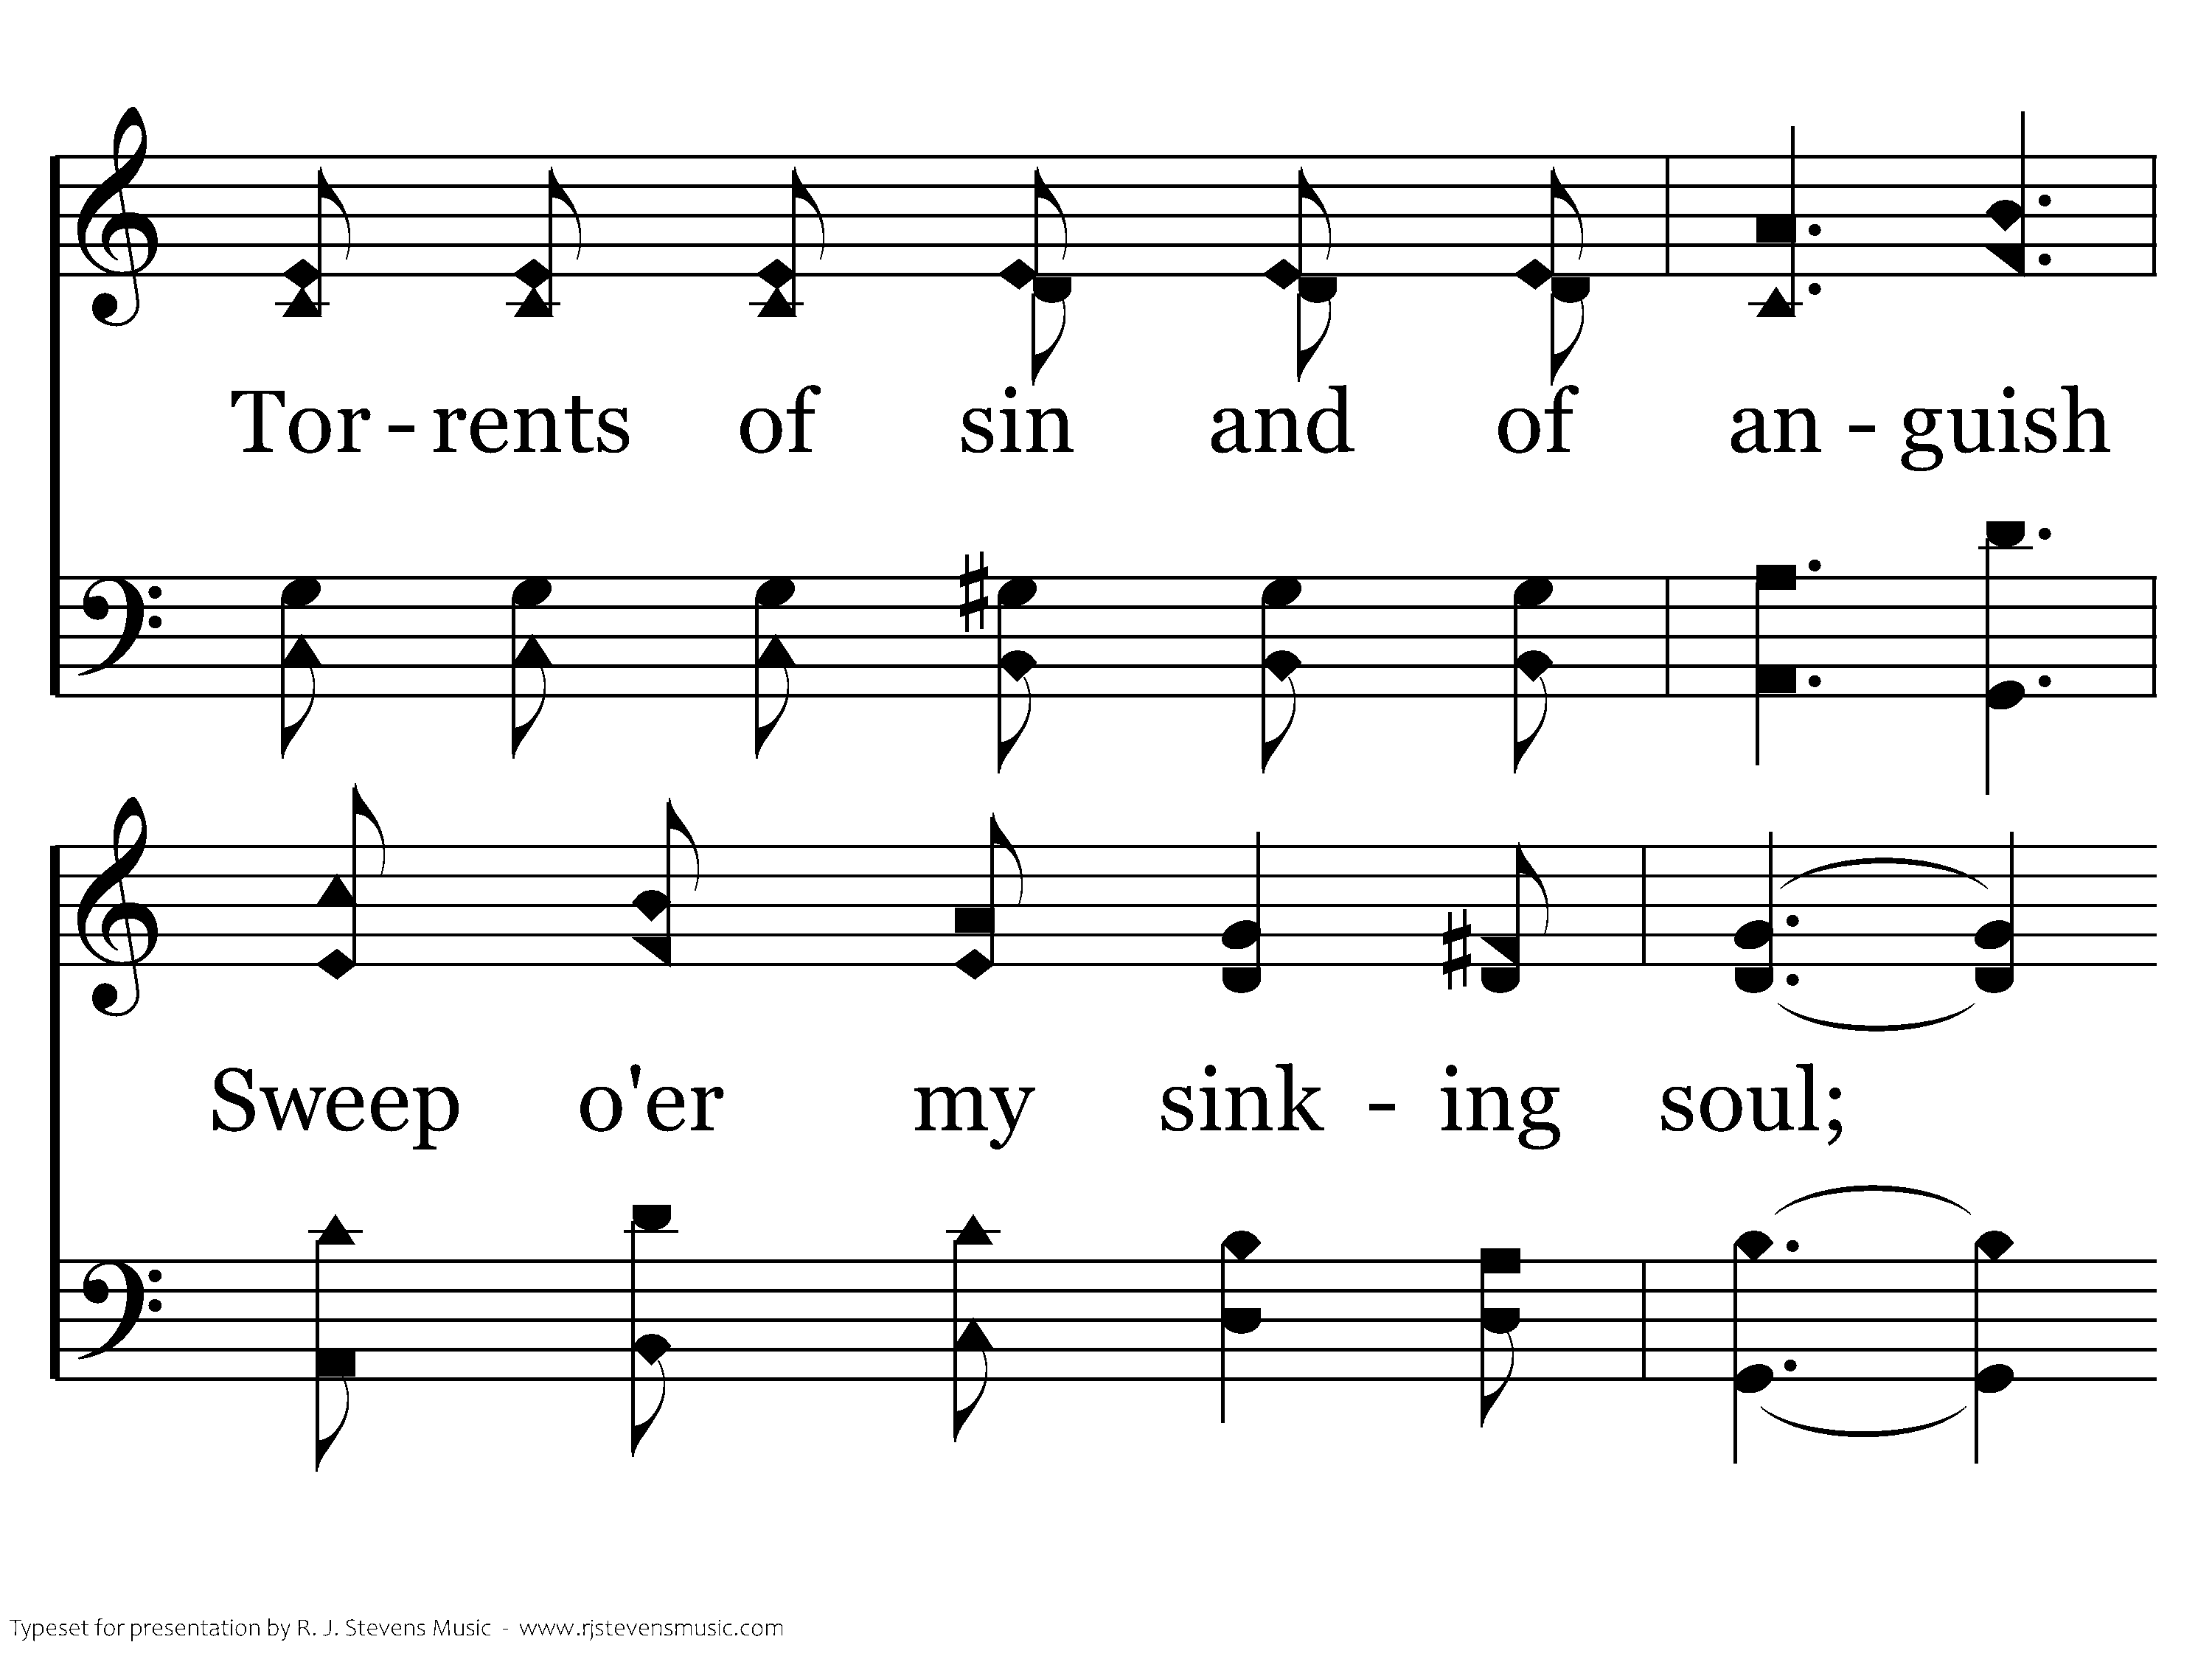 Tor - rents of sin and of an - guish
Sweep o'er my sink - ing soul;
Typeset for presentation by R. J. Stevens Music - www.rjstevensmusic.com